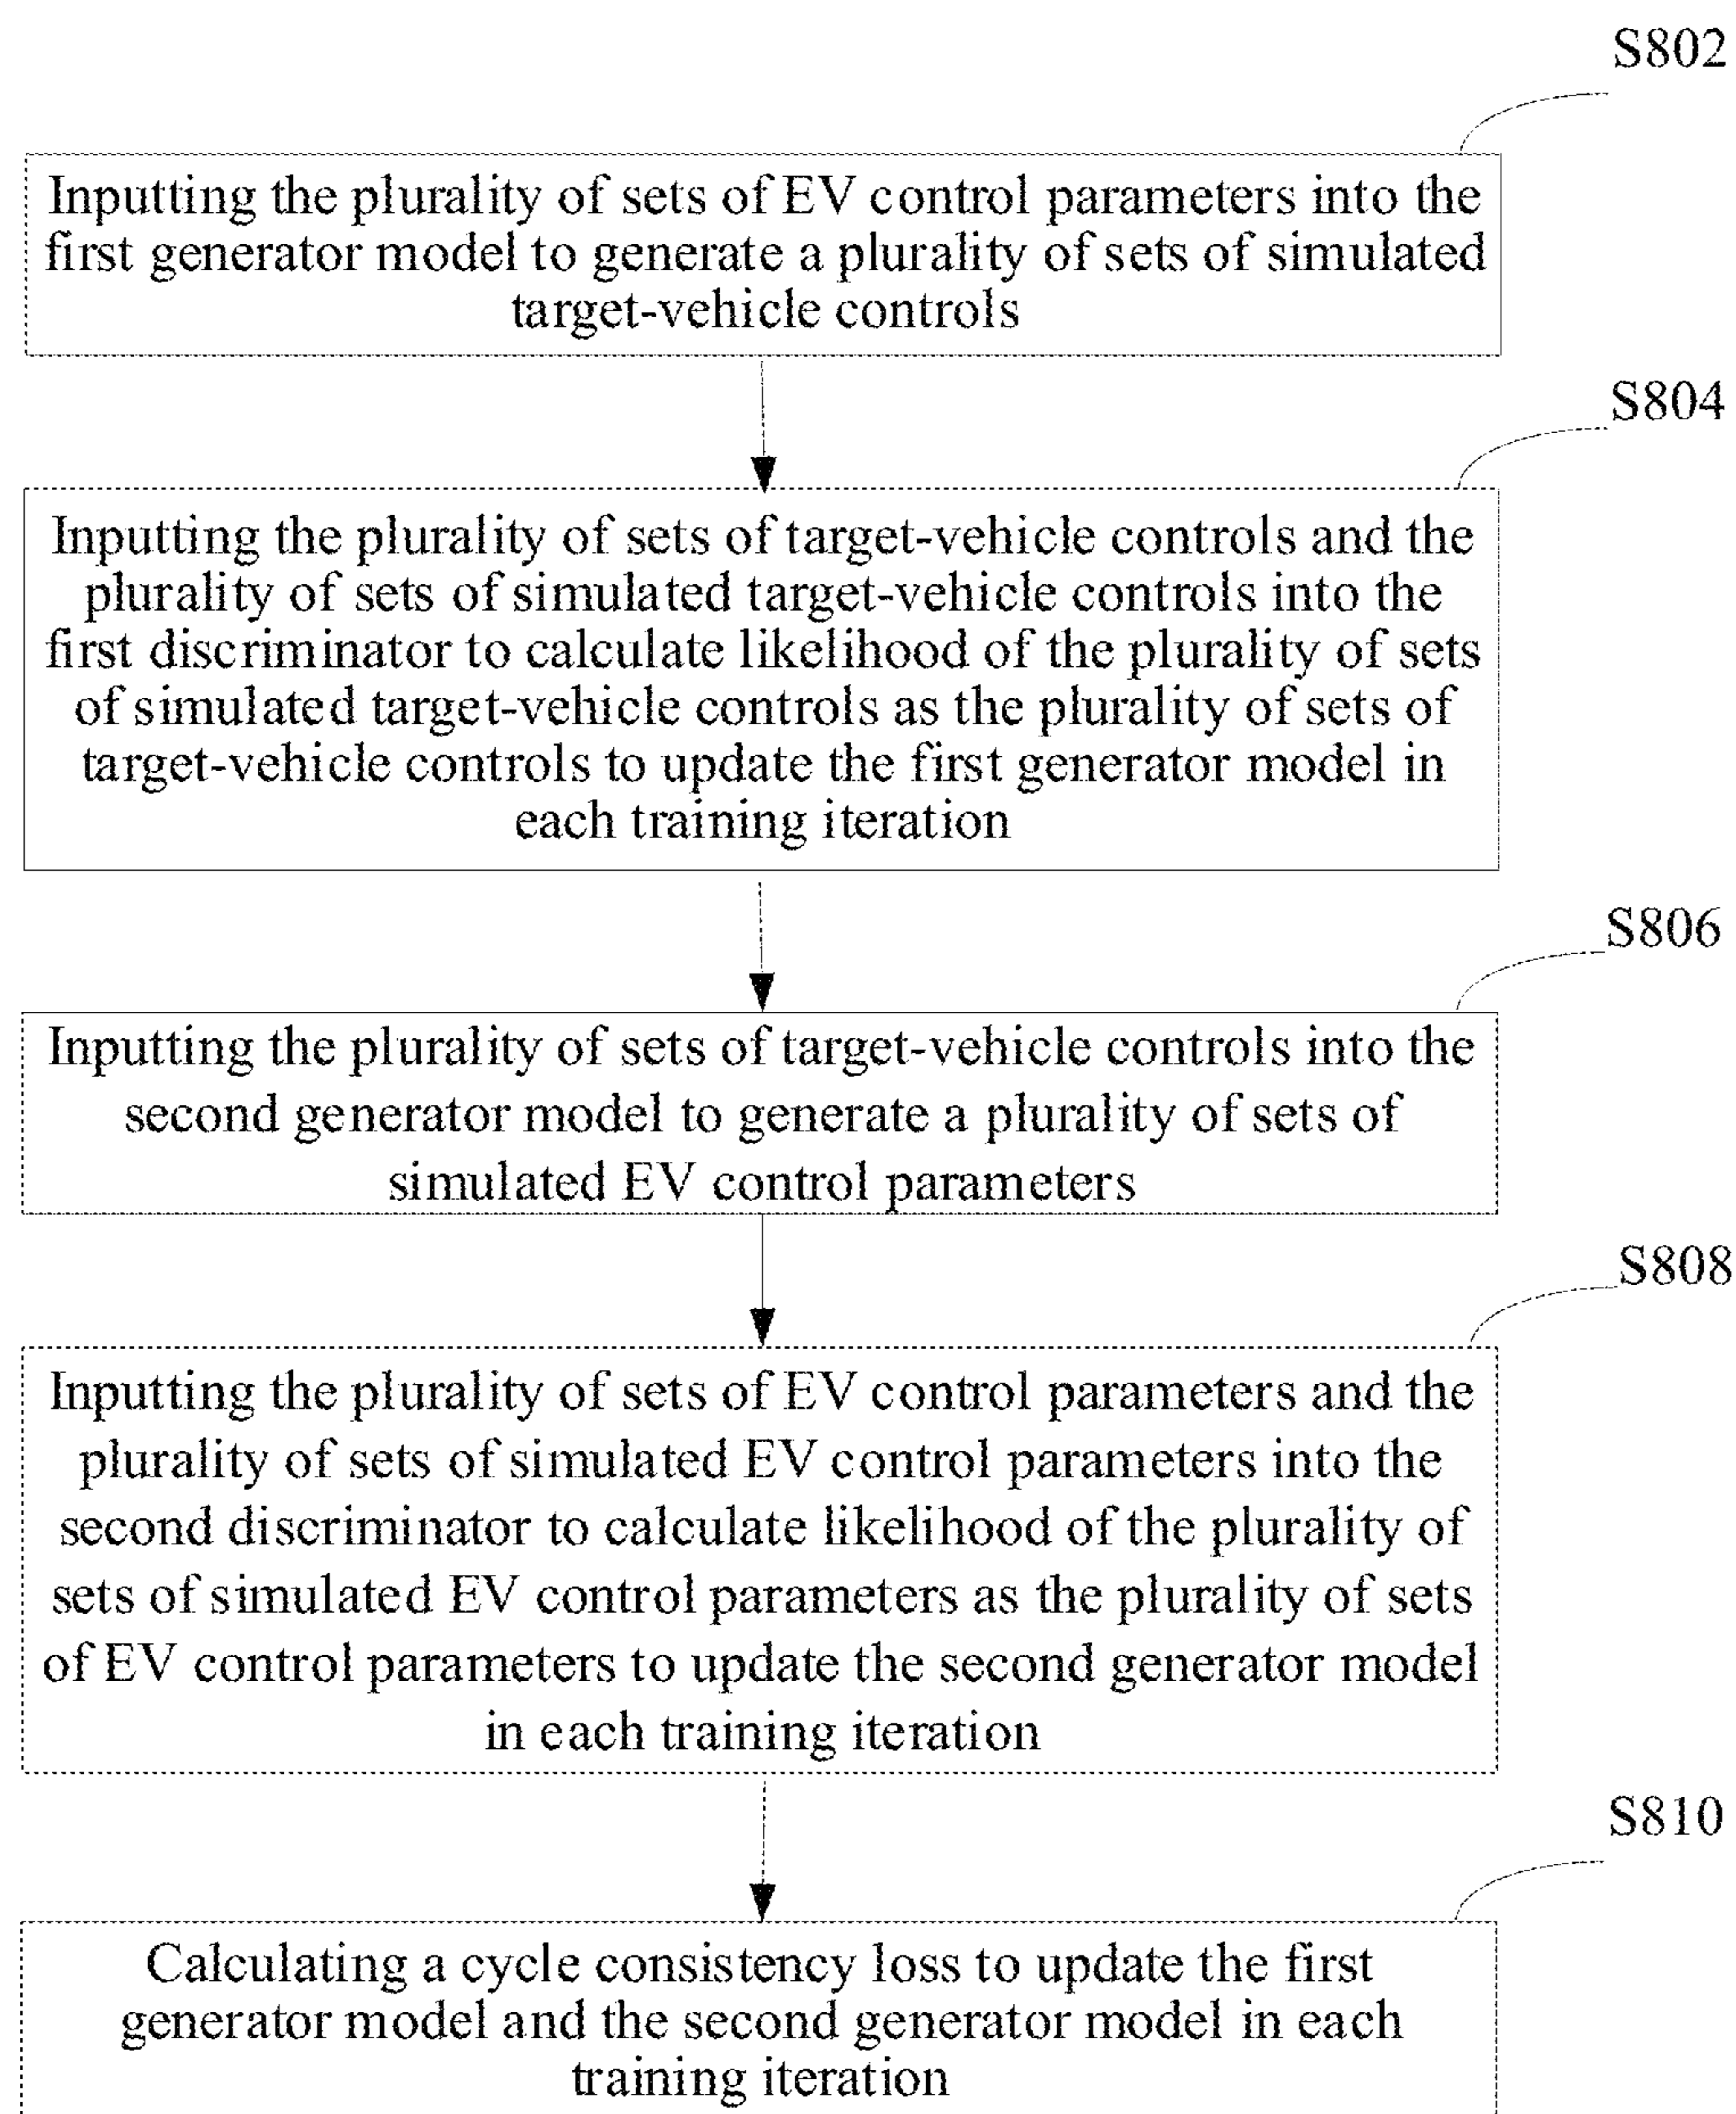 S802
Inputting the plurality of sets of EV control parameters into the
first generator model to generate a plurality of sets of simulated
target-vehicle controls
S804
Inputting the plurality of sets of target-vehicle controls and the
plurality of sets of simulated target-vehicle controls into the
first discriminator to calculate likelihood of the plurality of sets
of simulated target-vehicle controls as the plurality of sets of
target-vehicle controls to update the first generator model in
each training iteration
S806
Inputting the plurality of sets of target-vehicle controls into the
second generator model to generate a plurality of sets of
simulated EV control parameters
S808
Inputting the plurality of sets of EV control parameters and the
plurality of sets of simulated EV control parameters into the
second discriminator to calculate likelihood of the plurality of
sets of simulated EV control parameters as the plurality of sets
of EV control parameters to update the second generator model
in each training iteration
S810
Calculating a cycle consistency loss to update the first
generator model and the second generator model in each
training iteration